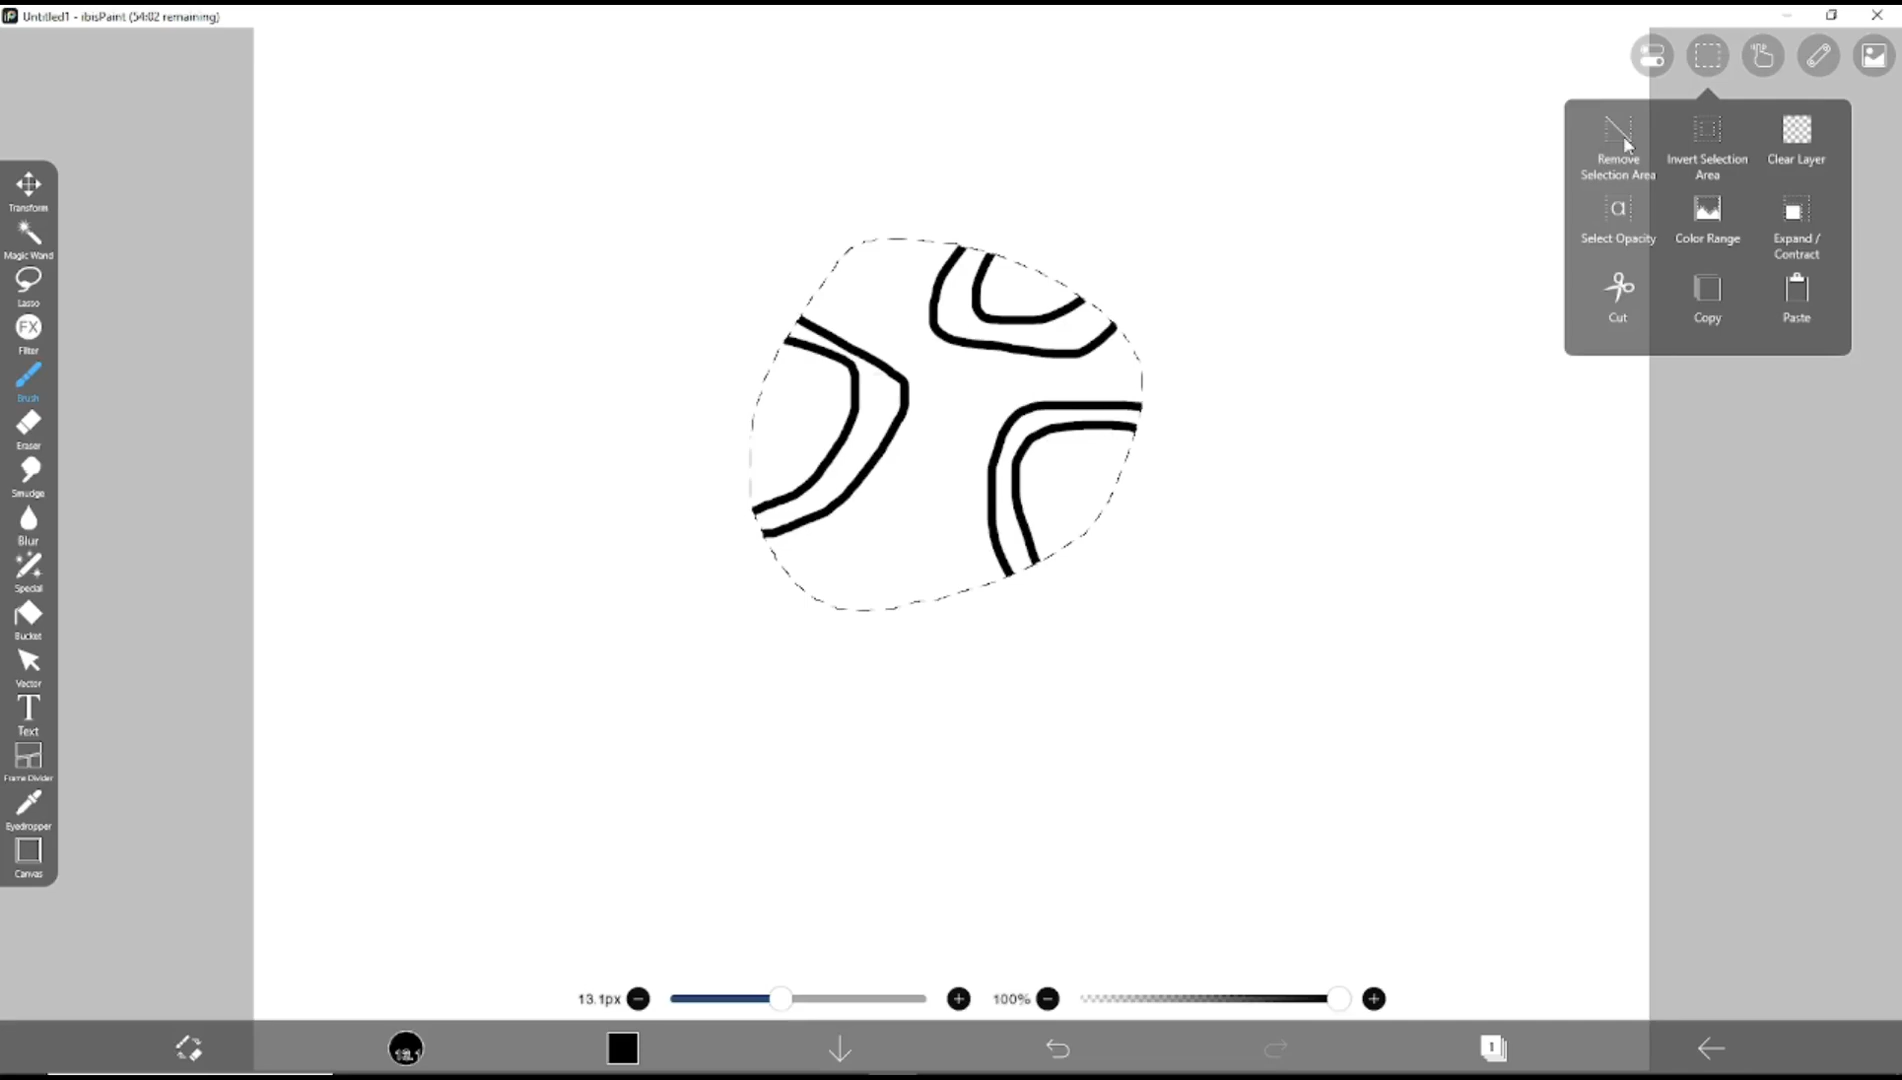 Untitled1 - ibisPaint (54:02 remaining)
Remove Selection Area
Invert Selection Area
Clear Layer
Select Opacity
Color Range
Expand / Contract
Cut
Copy
Paste
Transform
Magic Wand
Lasso
FX
Filter
Brush
Eraser
Smudge
Blur
Special
Bucket
Vector
T
Text
Frame Divider
Eyedropper
Canvas
13.1px
100%
1